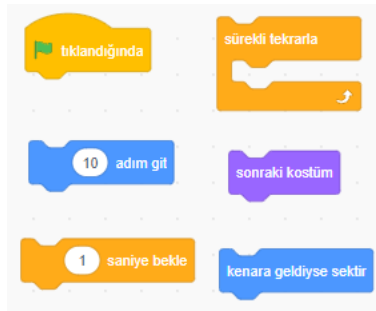 tıklandığında
sürekli tekrarla
10 adım git
sonraki kostüm
1 saniye bekle
kenara geldiyse sektir